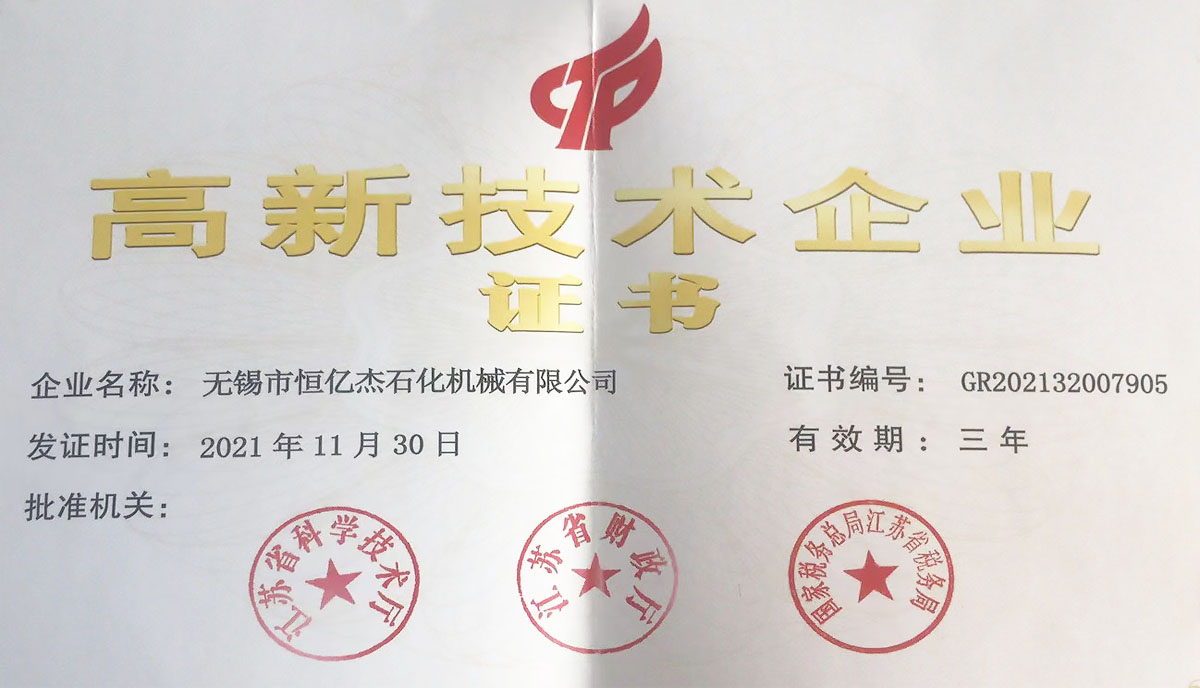 高新技术企业
证书
企业名称：无锡市恒亿杰石化机械有限公司
证书编号：GR202132007905
发证时间：2021年11月30日
有效期：三年
批准机关：
江苏省科学技术厅
江苏省财政厅
国家税务总局江苏省税务局